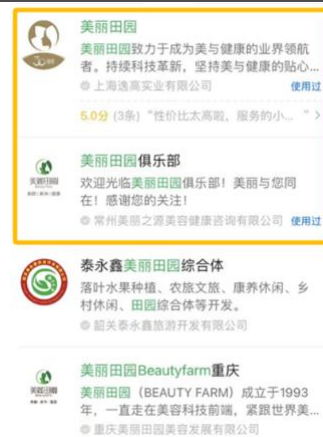 美丽田园
美丽田园致力于成为美与健康的业界领航
者。持续科技革新，坚持美与健康的贴心...
上海逸高实业有限公司 使用过
5.0分 (3条) “性价比太高啦，服务的小... ” >
美丽田园俱乐部
欢迎光临美丽田园俱乐部！美丽与您同
在！感谢您的关注！
常州美丽之源美容健康咨询有限公司 使用过
泰永鑫美丽田园综合体
落叶水果种植、农旅文旅、康养休闲、乡
村休闲、田园综合体等开发。
韶关泰永鑫旅游开发有限公司
美丽田园Beautyfarm重庆
美丽田园（BEAUTY FARM）成立于1993
年，一直走在美容科技前端，紧跟世界美...
重庆美丽田园美容发展有限公司